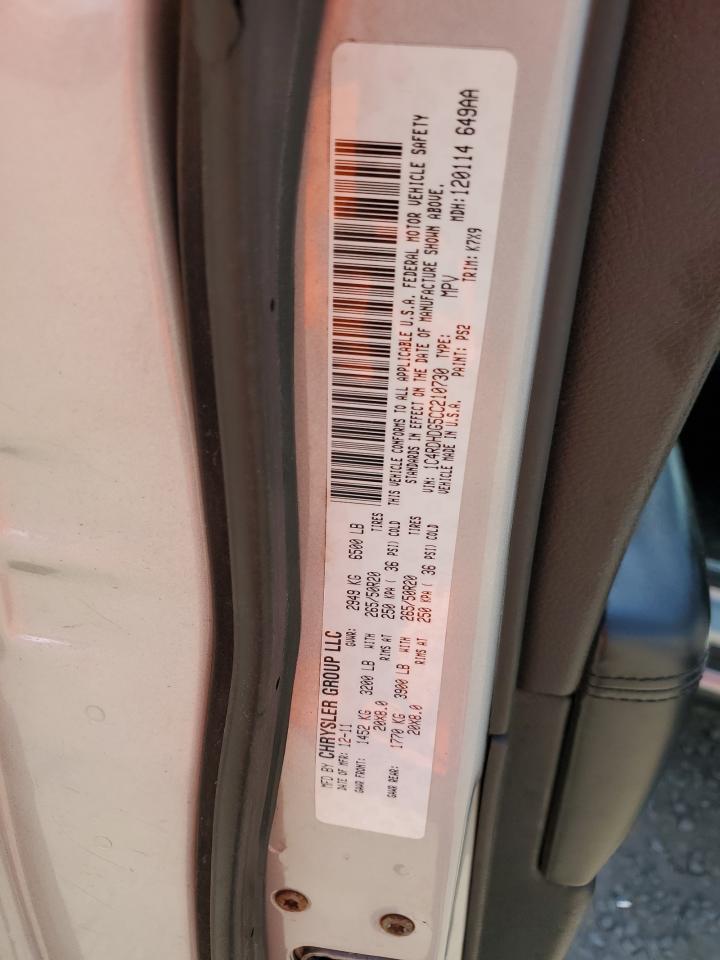 MFD BY CHRYSLER GROUP LLC
DATE OF MFR: 12-11 GVWR: 2949 KG 6500 LB
GAWR FRONT: 1452 KG 3200 LB WITH 265/50R20 TIRES
20X8.0 RIMS AT 250 KPA ( 36 PSI) COLD
GAWR REAR: 1770 KG 3900 LB WITH 265/50R20 TIRES
20X8.0 RIMS AT 250 KPA ( 36 PSI) COLD
THIS VEHICLE CONFORMS TO ALL APPLICABLE U.S.A. FEDERAL MOTOR VEHICLE SAFETY
STANDARDS IN EFFECT ON THE DATE OF MANUFACTURE SHOWN ABOVE.
VIN: 1C4RDHDG5CC210730 TYPE: MPV MDH: 120114 649AA
VEHICLE MADE IN U.S.A. PAINT: PS2 TRIM: K7X9